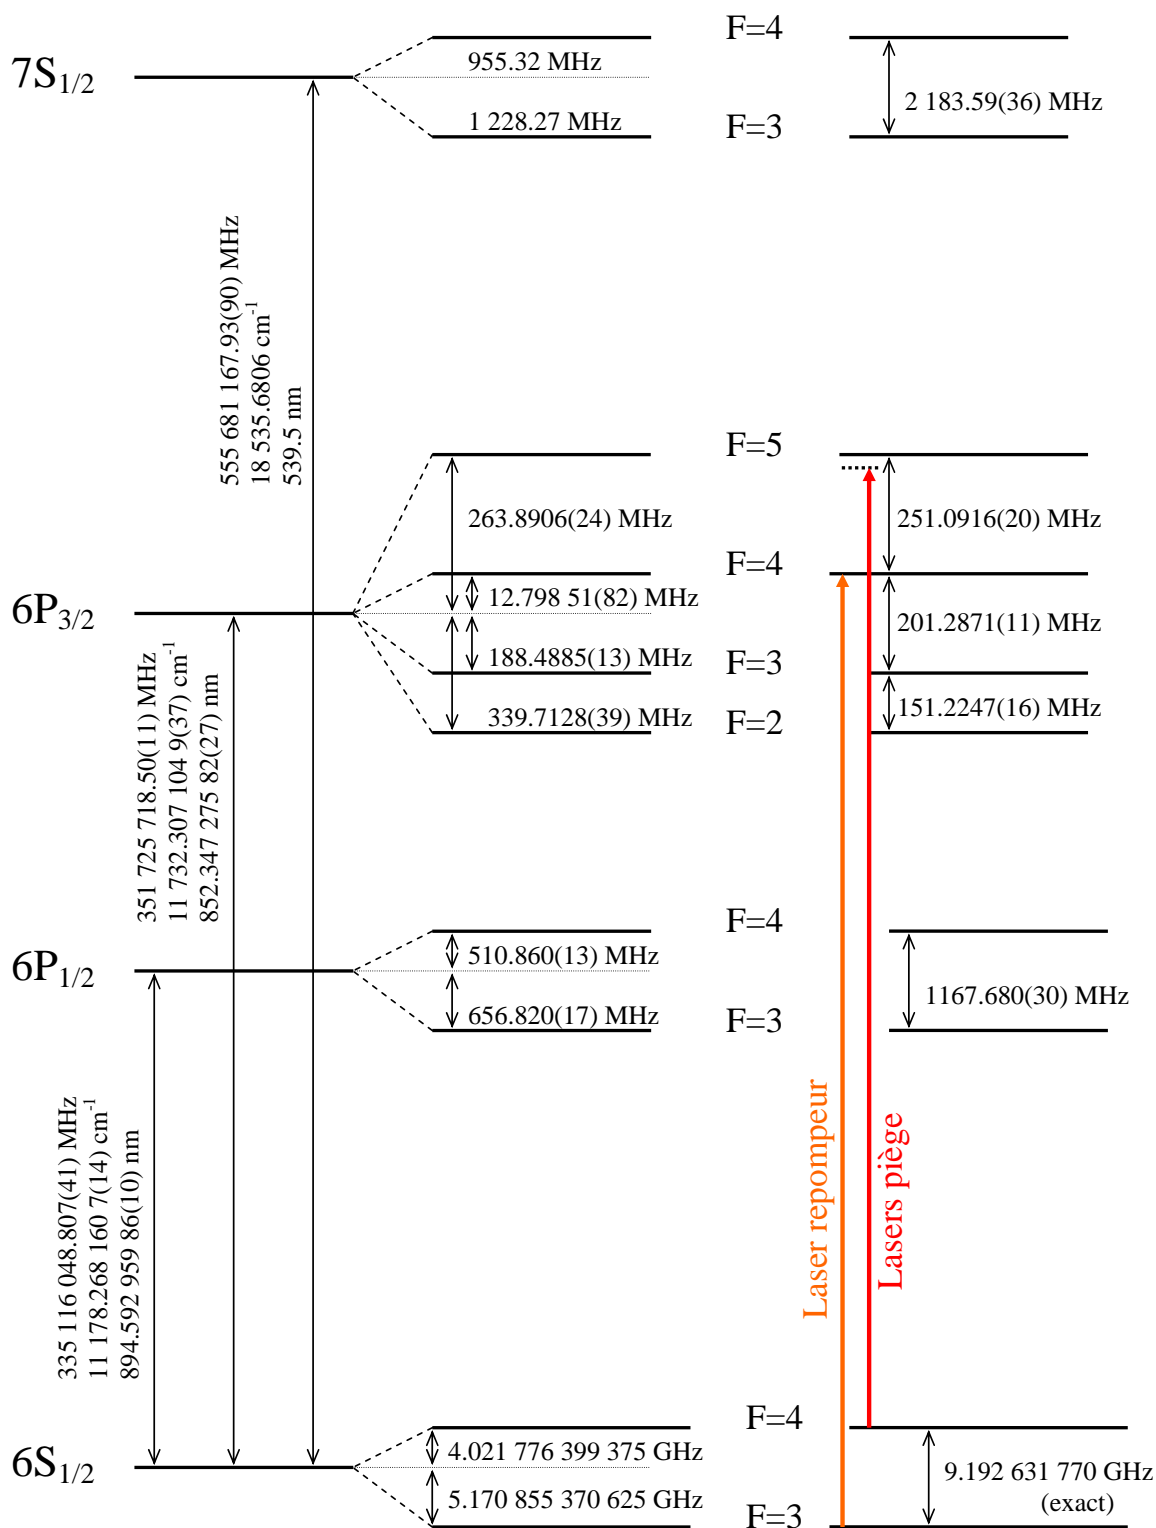 F=4
7S1/2
955.32 MHz
2 183.59(36) MHz
1 228.27 MHz
F=3
555 681 167.93(90) MHz
18 535.6806 cm-1
539.5 nm
F=5
263.8906(24) MHz
251.0916(20) MHz
F=4
12.798 51(82) MHz
6P3/2
201.2871(11) MHz
188.4885(13) MHz
F=3
339.7128(39) MHz
F=2
151.2247(16) MHz
351 725 718.50(11) MHz
11 732.307 104 9(37) cm-1
852.347 275 82(27) nm
F=4
510.860(13) MHz
6P1/2
1167.680(30) MHz
656.820(17) MHz
F=3
335 116 048.807(41) MHz
11 178.268 160 7(14) cm-1
894.592 959 86(10) nm
Laser repompeur
Lasers piège
F=4
4.021 776 399 375 GHz
6S1/2
9.192 631 770 GHz
(exact)
5.170 855 370 625 GHz
F=3